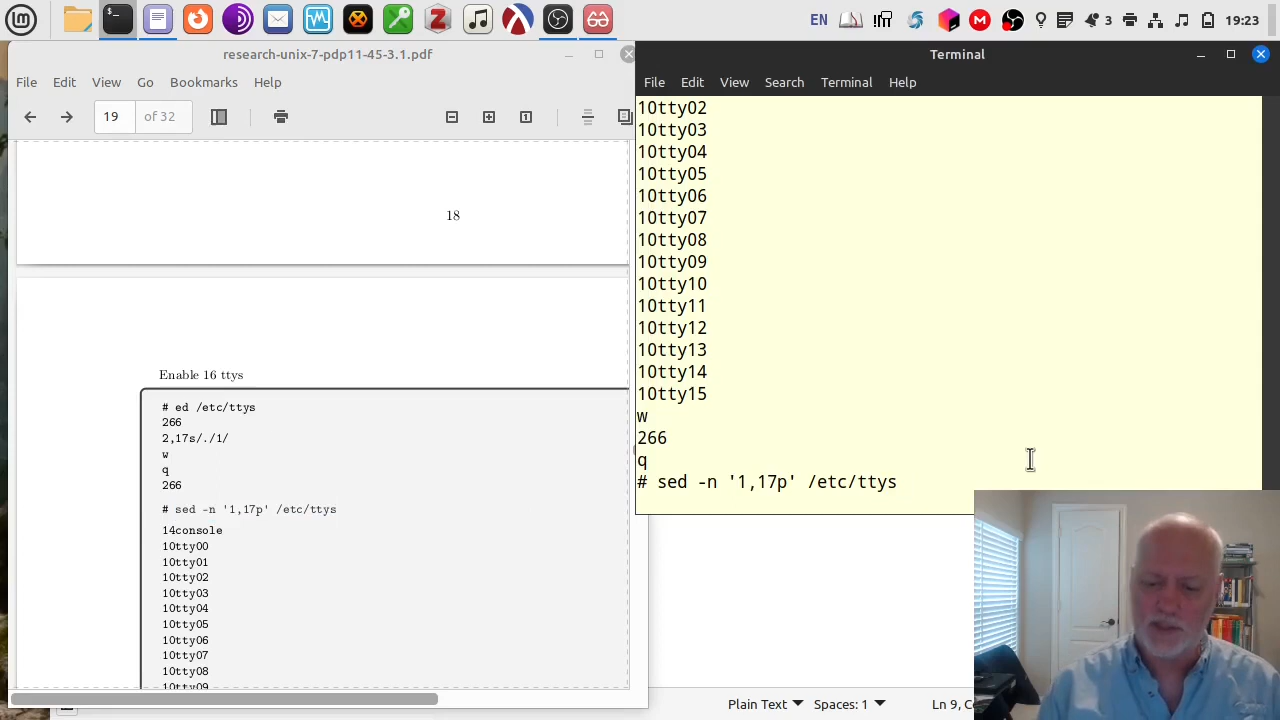 EN
3
19:23
research-unix-7-pdp11-45-3.1.pdf
File Edit View Go Bookmarks Help
19 of 32
18
Enable 16 ttys
# ed /etc/ttys
266
2,17s/./1/
w
q
266
# sed -n '1,17p' /etc/ttys
14console
10tty00
10tty01
10tty02
10tty03
10tty04
10tty05
10tty06
10tty07
10tty08
10tty09
Terminal
File Edit View Search Terminal Help
10tty02
10tty03
10tty04
10tty05
10tty06
10tty07
10tty08
10tty09
10tty10
10tty11
10tty12
10tty13
10tty14
10tty15
w
266
q
# sed -n '1,17p' /etc/ttys
Plain Text Spaces: 1 Ln 9, C